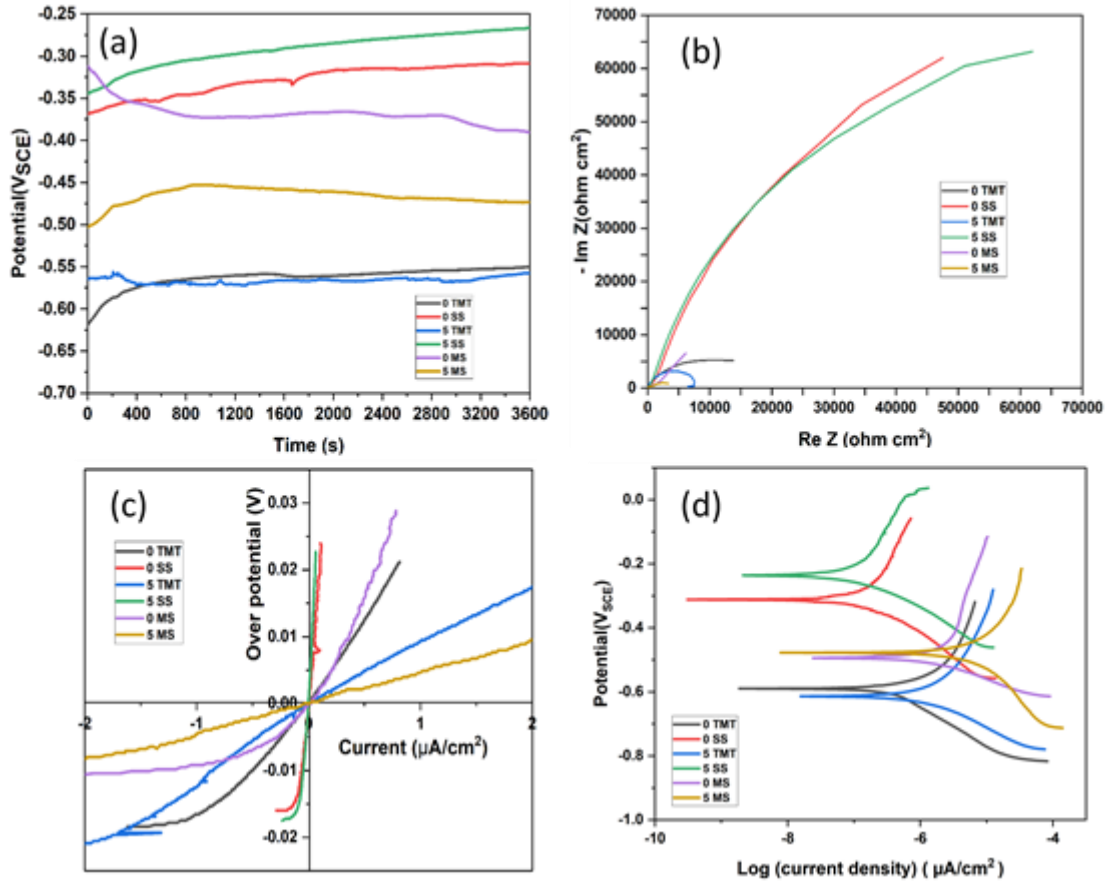 (a)
-0.25
-0.30
-0.35
-0.40
-0.45
-0.50
-0.55
-0.60
-0.65
-0.70
Potential(VSCE)
0 TMT
0 SS
5 TMT
5 SS
0 MS
5 MS
0 400 800 1200 1600 2000 2400 2800 3200 3600
Time (s)
(b)
70000
60000
50000
40000
30000
20000
10000
0
- Im Z(ohm cm²)
0 TMT
0 SS
5 TMT
5 SS
0 MS
5 MS
0 10000 20000 30000 40000 50000 60000 70000
Re Z (ohm cm²)
(c)
Over potential (V)
0.03
0.02
0.01
0.00
-0.01
-0.02
0 TMT
0 SS
5 TMT
5 SS
0 MS
5 MS
-2 -1 0 1 2
Current (µA/cm²)
(d)
0.0
-0.2
-0.4
-0.6
-0.8
-1.0
Potential(VSCE)
0 TMT
0 SS
5 TMT
5 SS
0 MS
5 MS
-10 -8 -6 -4
Log (current density) ( µA/cm²)